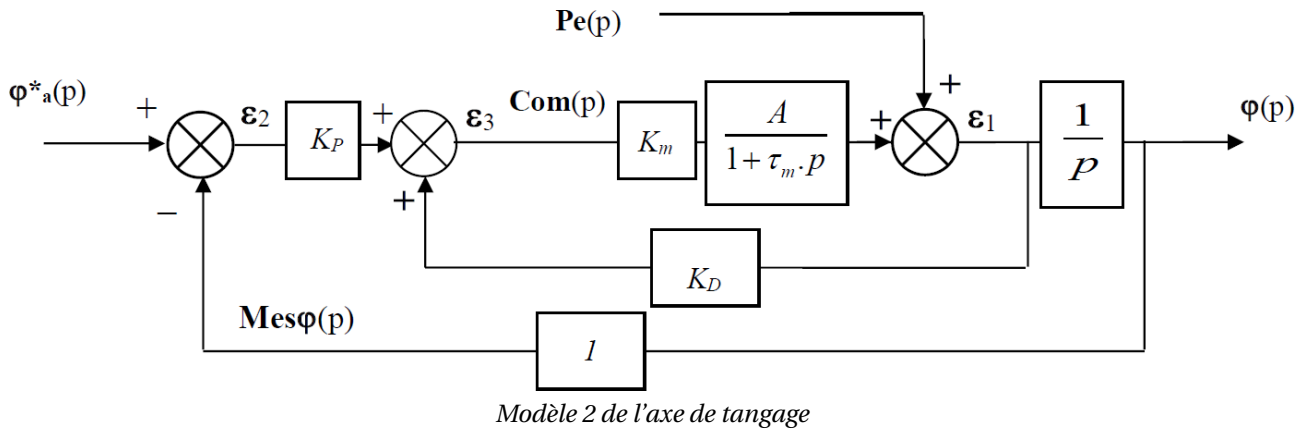 Pe(p)
φ*a(p)
+
ε2
KP
+
ε3
Com(p)
Km
A
1 + τm.p
+
+
ε1
1
p
φ(p)
−
+
KD
Mesφ(p)
1
Modèle 2 de l'axe de tangage